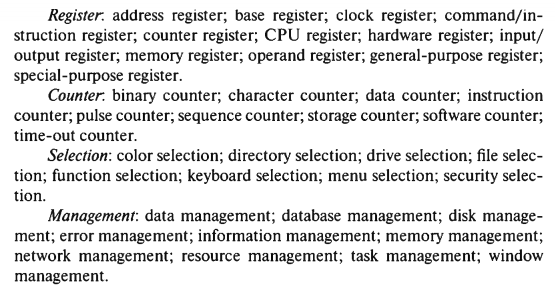 Register: address register; base register; clock register; command/in-
struction register; counter register; CPU register; hardware register; input/
output register; memory register; operand register; general-purpose register;
special-purpose register.
Counter: binary counter; character counter; data counter; instruction
counter; pulse counter; sequence counter; storage counter; software counter;
time-out counter.
Selection: color selection; directory selection; drive selection; file selec-
tion; function selection; keyboard selection; menu selection; security selec-
tion.
Management: data management; database management; disk manage-
ment; error management; information management; memory management;
network management; resource management; task management; window
management.